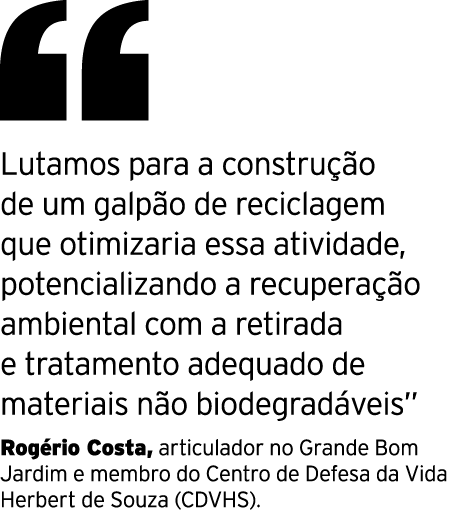 “
Lutamos para a construção
de um galpão de reciclagem
que otimizaria essa atividade,
potencializando a recuperação
ambiental com a retirada
e tratamento adequado de
materiais não biodegradáveis”
Rogério Costa, articulador no Grande Bom
Jardim e membro do Centro de Defesa da Vida
Herbert de Souza (CDVHS).